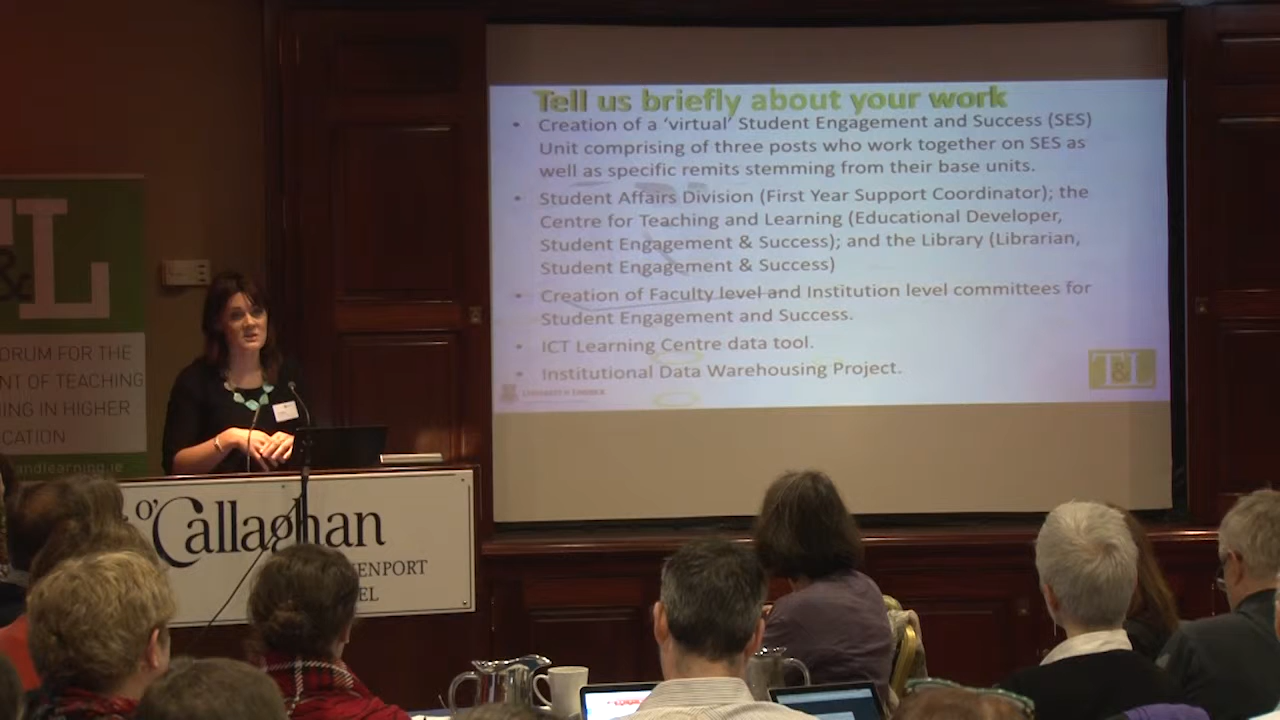 Tell us briefly about your work
• Creation of a 'virtual' Student Engagement and Success (SES)
Unit comprising of three posts who work together on SES as
well as specific remits stemming from their base units.
• Student Affairs Division (First Year Support Coordinator); the
Centre for Teaching and Learning (Educational Developer,
Student Engagement & Success); and the Library (Librarian,
Student Engagement & Success)
• Creation of Faculty level and Institution level committees for
Student Engagement and Success.
• ICT Learning Centre data tool.
• Institutional Data Warehousing Project.
T&L
T&L
ORUM FOR THE
NT OF TEACHING
NING IN HIGHER
CATION
andlearning.ie
O'Callaghan
ENPORT
EL